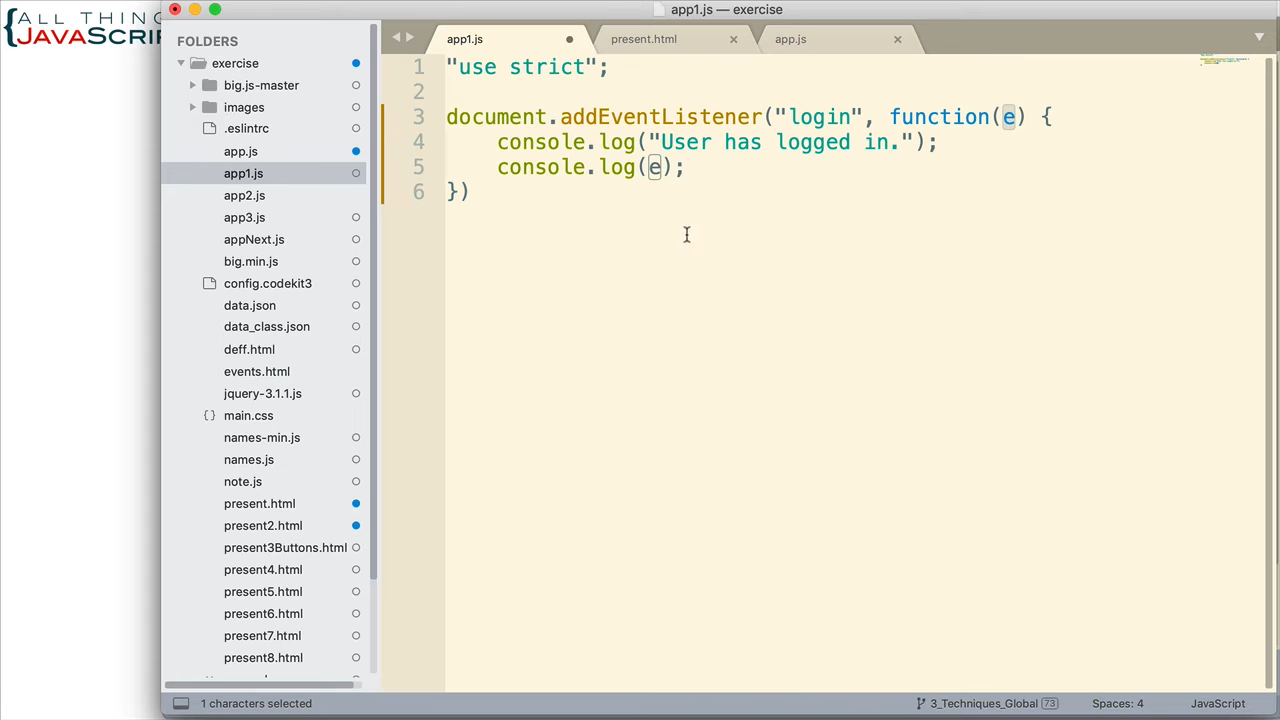 {ALL THIN
JAVASCRI
app1.js — exercise
FOLDERS
exercise
big.js-master
images
.eslintrc
app.js
app1.js
app2.js
app3.js
appNext.js
big.min.js
config.codekit3
data.json
data_class.json
deff.html
events.html
jquery-3.1.1.js
{} main.css
names-min.js
names.js
note.js
present.html
present2.html
present3Buttons.html
present4.html
present5.html
present6.html
present7.html
present8.html
app1.js
present.html
app.js
1 "use strict";
2
3 document.addEventListener("login", function(e) {
4 console.log("User has logged in.");
5 console.log(e);
6 })
1 characters selected
3_Techniques_Global 73
Spaces: 4
JavaScript